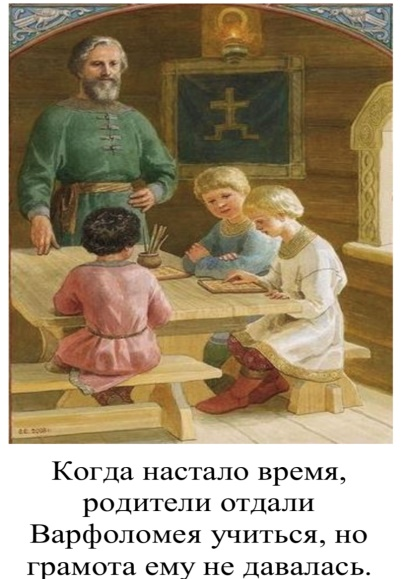 Когда настало время,
родители отдали
Варфоломея учиться, но
грамота ему не давалась.